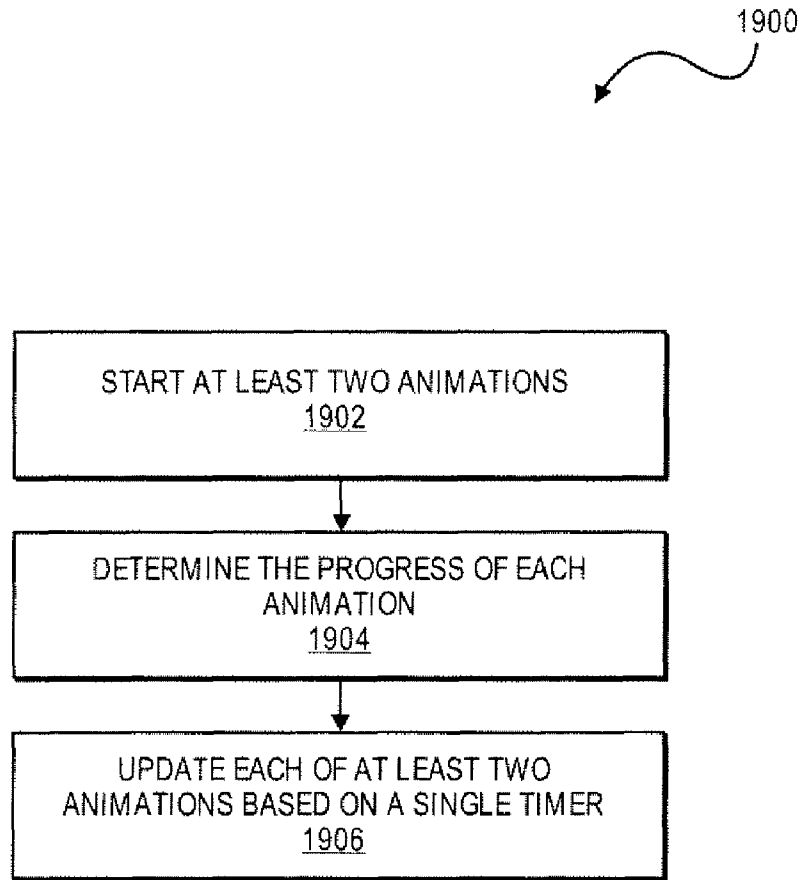 1900
START AT LEAST TWO ANIMATIONS
1902
DETERMINE THE PROGRESS OF EACH
ANIMATION
1904
UPDATE EACH OF AT LEAST TWO
ANIMATIONS BASED ON A SINGLE TIMER
1906